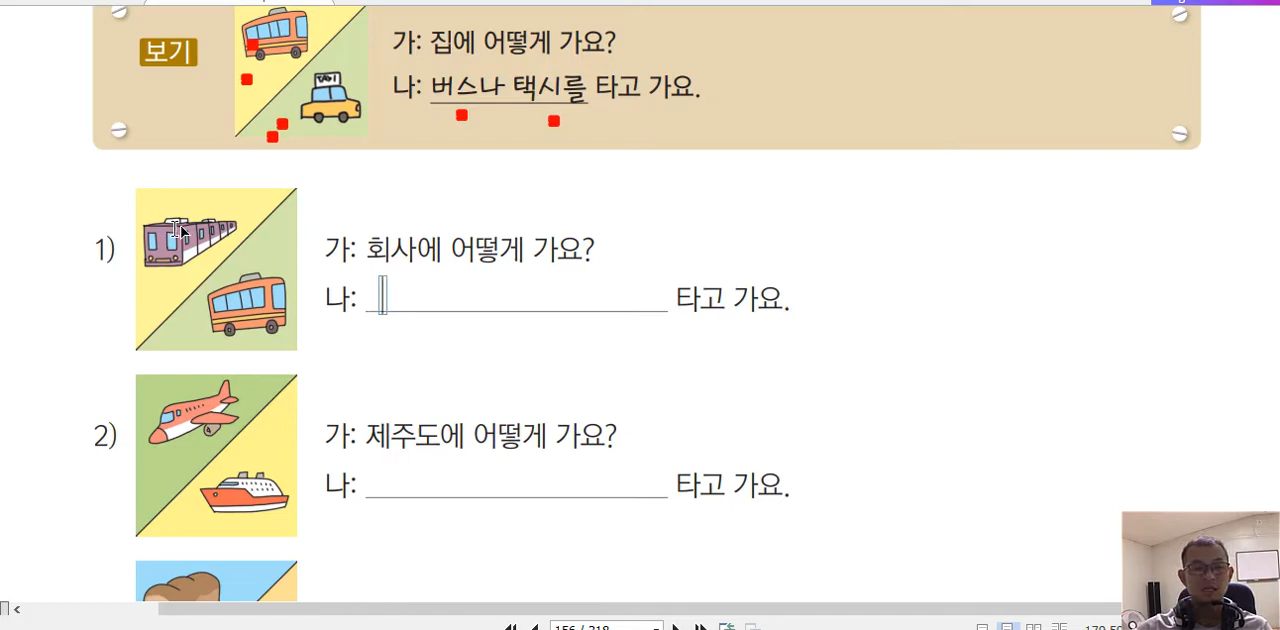 보기
TAXI
가: 집에 어떻게 가요?
나: 버스나 택시를 타고 가요.
1)
가: 회사에 어떻게 가요?
나: 타고 가요.
2)
가: 제주도에 어떻게 가요?
나: 타고 가요.